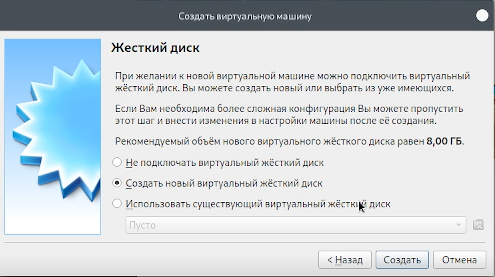 Создать виртуальную машину
Жесткий диск
При желании к новой виртуальной машине можно подключить виртуальный
жёсткий диск. Вы можете создать новый или выбрать из уже имеющихся.
Если Вам необходима более сложная конфигурация Вы можете пропустить
этот шаг и внести изменения в настройки машины после её создания.
Рекомендуемый объём нового виртуального жёсткого диска равен 8,00 ГБ.
Не подключать виртуальный жёсткий диск
Создать новый виртуальный жёсткий диск
Использовать существующий виртуальный жёсткий диск
Пусто
< Назад Создать Отмена